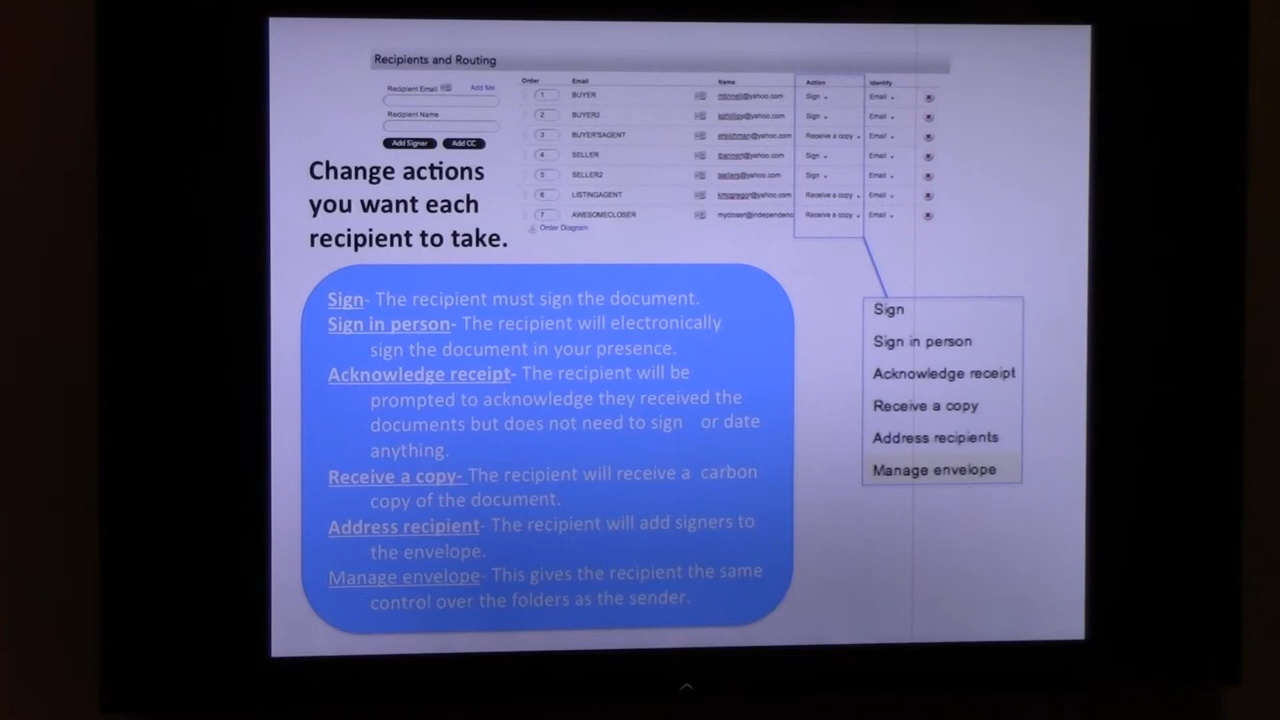 Recipients and Routing
Recipient Email Add Me
Recipient Name
Add Signer Add CC
Order Email Name Action Identify
1 BUYER Sign Email
2 BUYER2 Sign Email
3 BUYER'SAGENT Receive a copy Email
4 SELLER Sign Email
5 SELLER2 Sign Email
6 LISTINGAGENT Receive a copy Email
7 AWESOMECLOSER Receive a copy Email
Order Diagram
Change actions
you want each
recipient to take.
Sign- The recipient must sign the document.
Sign in person- The recipient will electronically
sign the document in your presence.
Acknowledge receipt- The recipient will be
prompted to acknowledge they received the
documents but does not need to sign or date
anything.
Receive a copy- The recipient will receive a carbon
copy of the document.
Address recipient- The recipient will add signers to
the envelope.
Manage envelope- This gives the recipient the same
control over the folders as the sender.
Sign
Sign in person
Acknowledge receipt
Receive a copy
Address recipients
Manage envelope